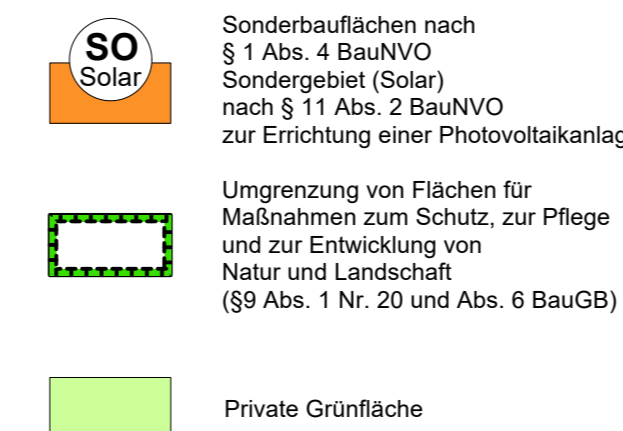 SO
Solar
Sonderbauflächen nach
§ 1 Abs. 4 BauNVO
Sondergebiet (Solar)
nach § 11 Abs. 2 BauNVO
zur Errichtung einer Photovoltaikanlag
Umgrenzung von Flächen für
Maßnahmen zum Schutz, zur Pflege
und zur Entwicklung von
Natur und Landschaft
(§9 Abs. 1 Nr. 20 und Abs. 6 BauGB)
Private Grünfläche